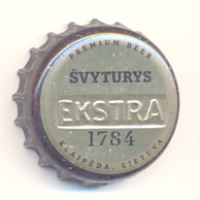 PREMIUM BEER
ŠVYTURYS
EKSTRA
1784
KLAIPĖDA, LIETUVA